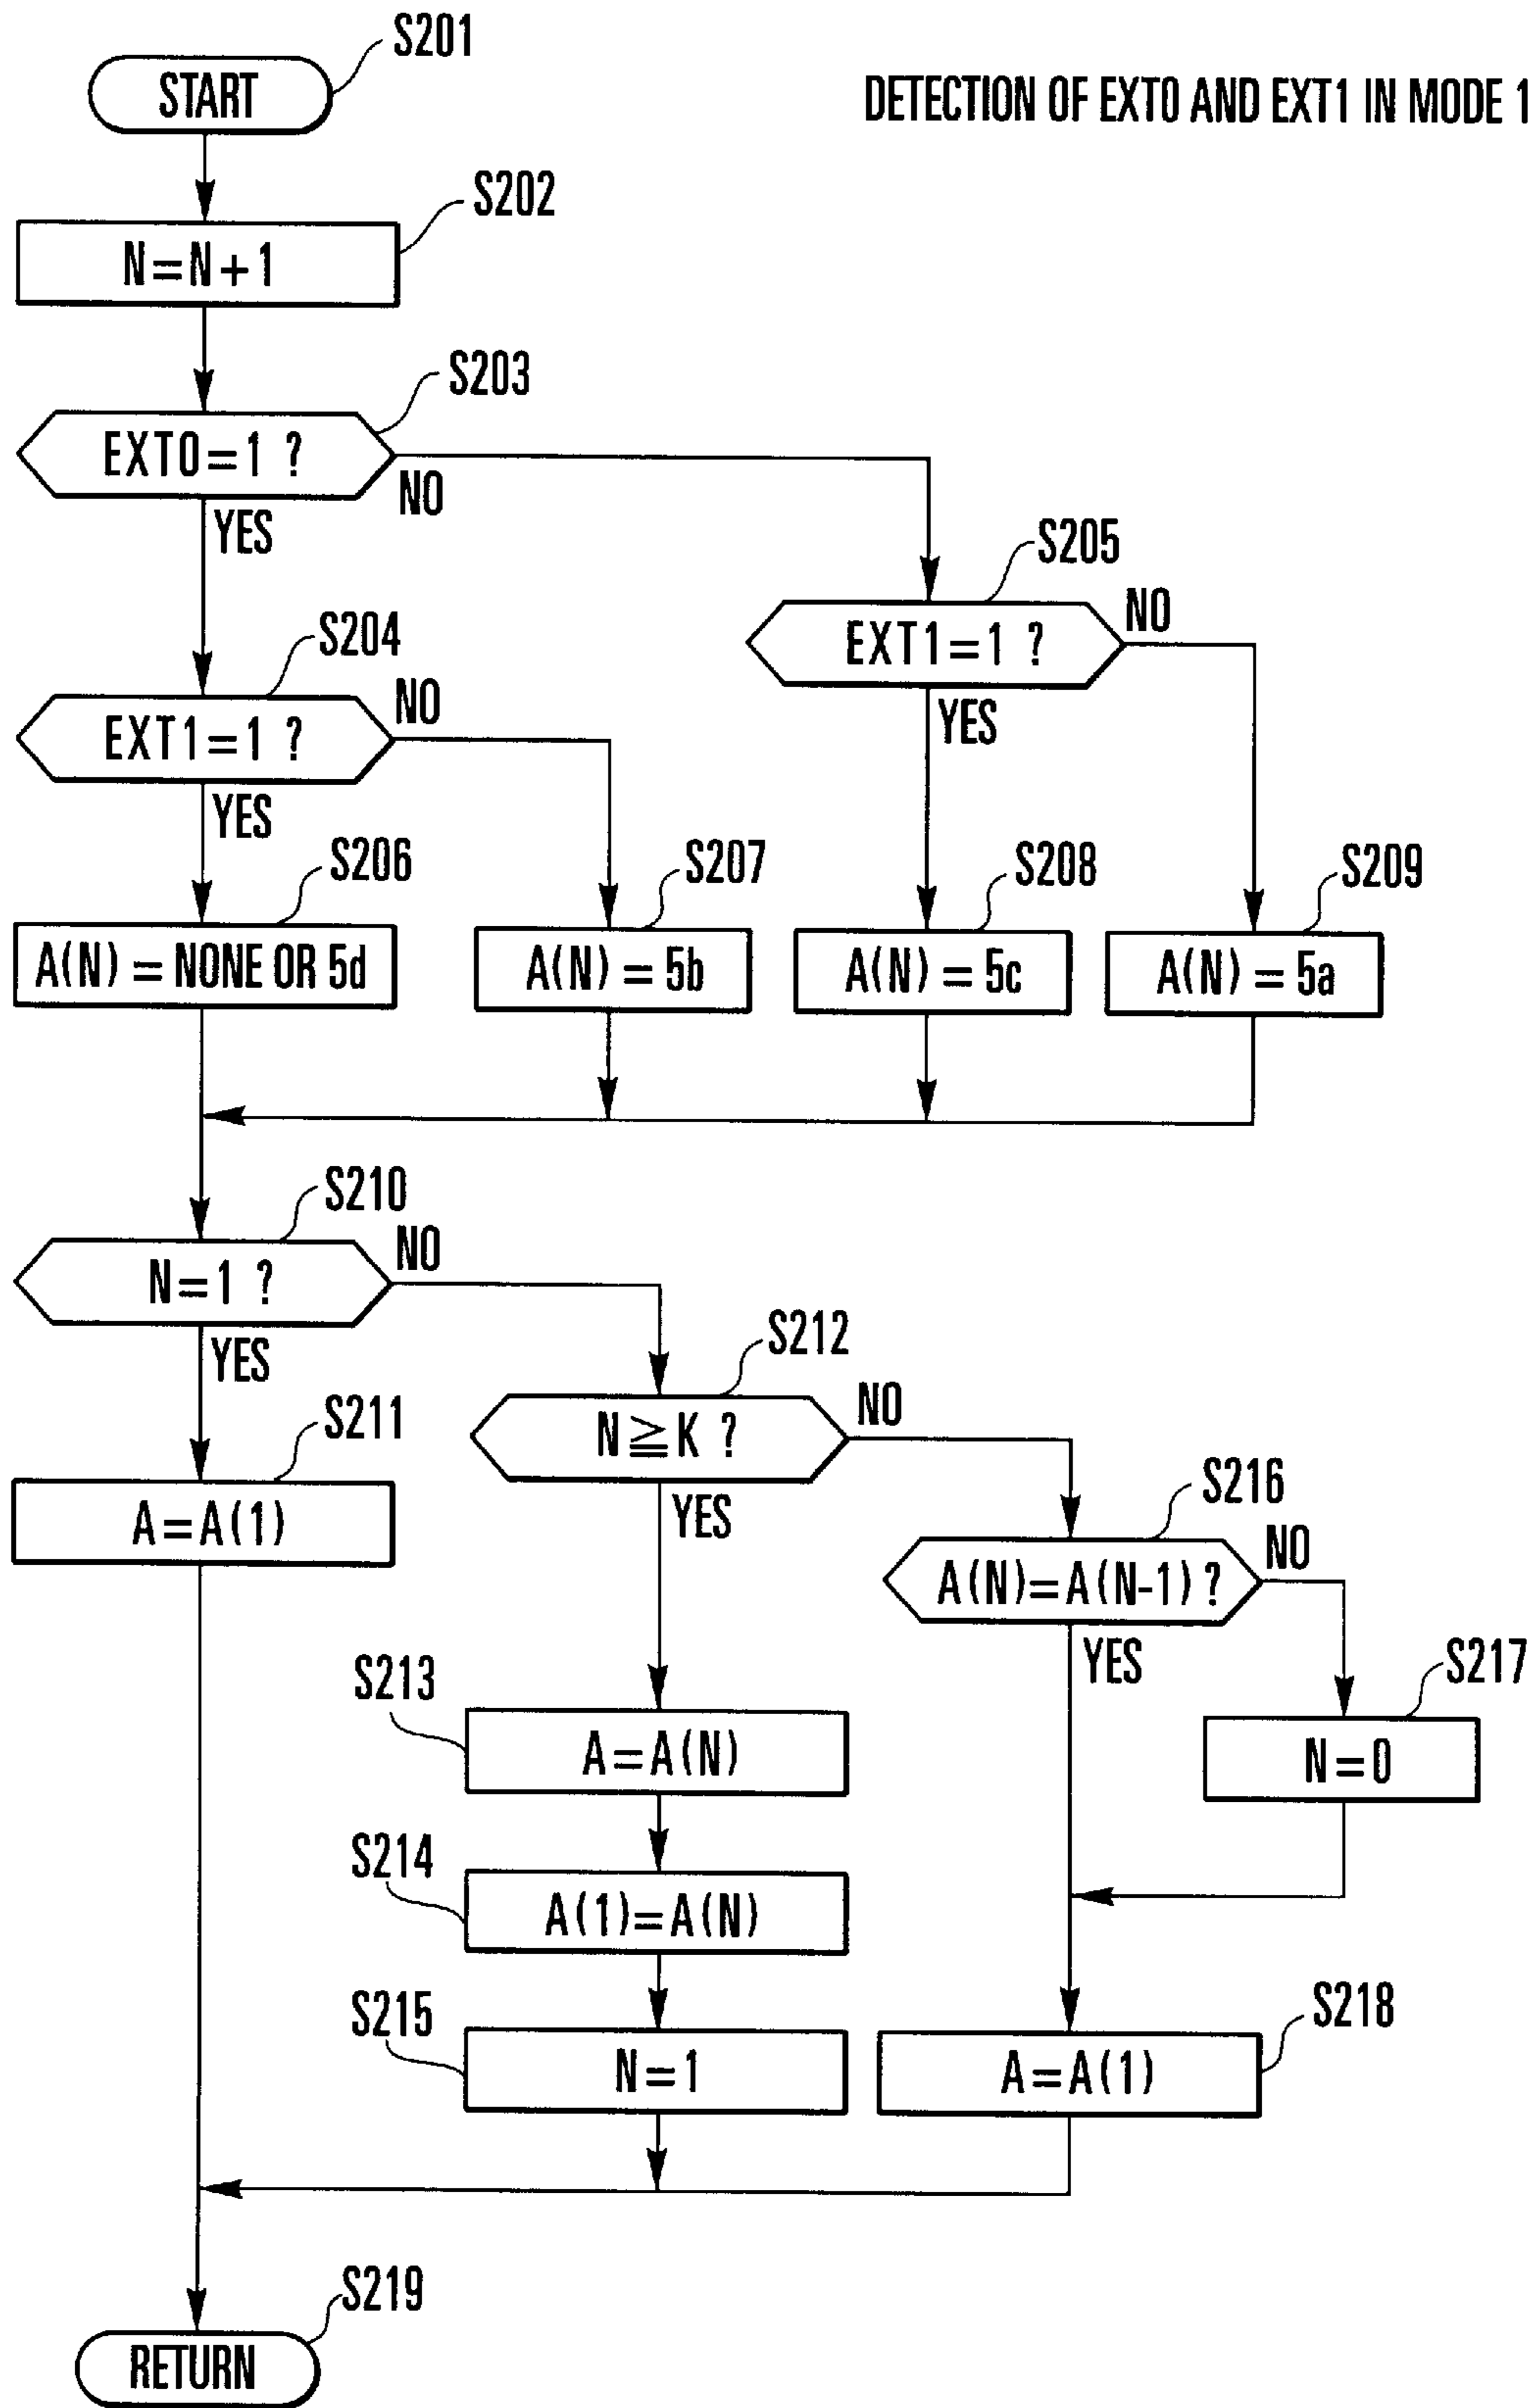 S201
START
DETECTION OF EXT0 AND EXT1 IN MODE 1
S202
N=N+1
S203
EXT0=1 ?
NO
YES
S205
EXT1=1 ?
NO
YES
S204
EXT1=1 ?
NO
YES
S206
A(N) = NONE OR 5d
S207
A(N) = 5b
S208
A(N) = 5c
S209
A(N) = 5a
S210
N=1 ?
NO
YES
S211
A=A(1)
S212
N≧K ?
NO
YES
S216
A(N)=A(N-1) ?
NO
YES
S217
N=0
S213
A=A(N)
S214
A(1)=A(N)
S215
N=1
S218
A=A(1)
S219
RETURN